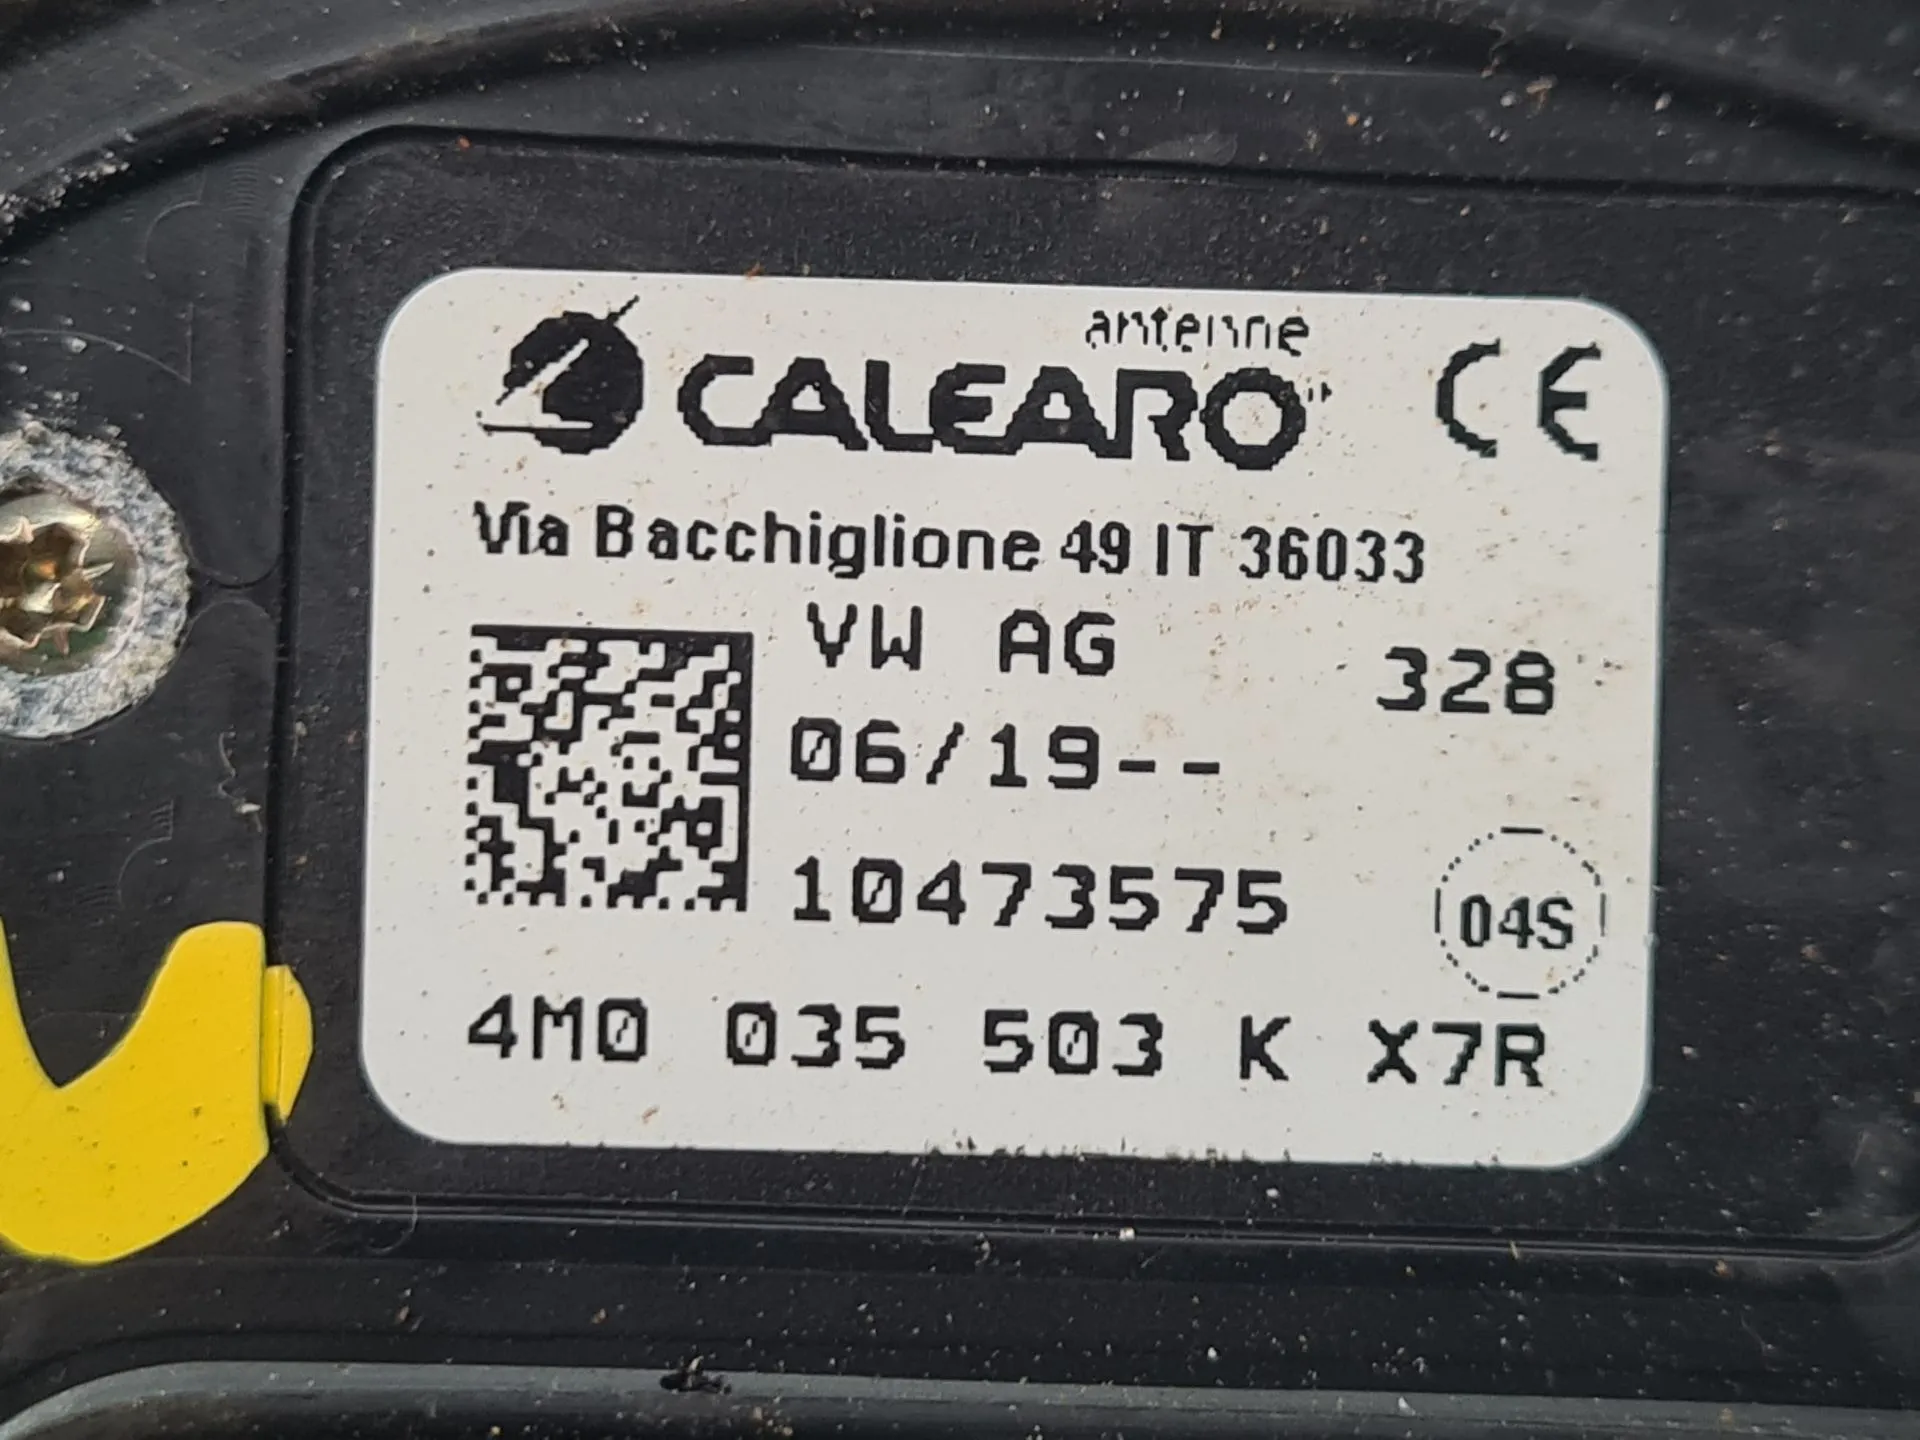 antenne
CALEARO CE
Via Bacchiglione 49 IT 36033
VW AG 328
06/19--
10473575
04S
4M0 035 503 K X7R